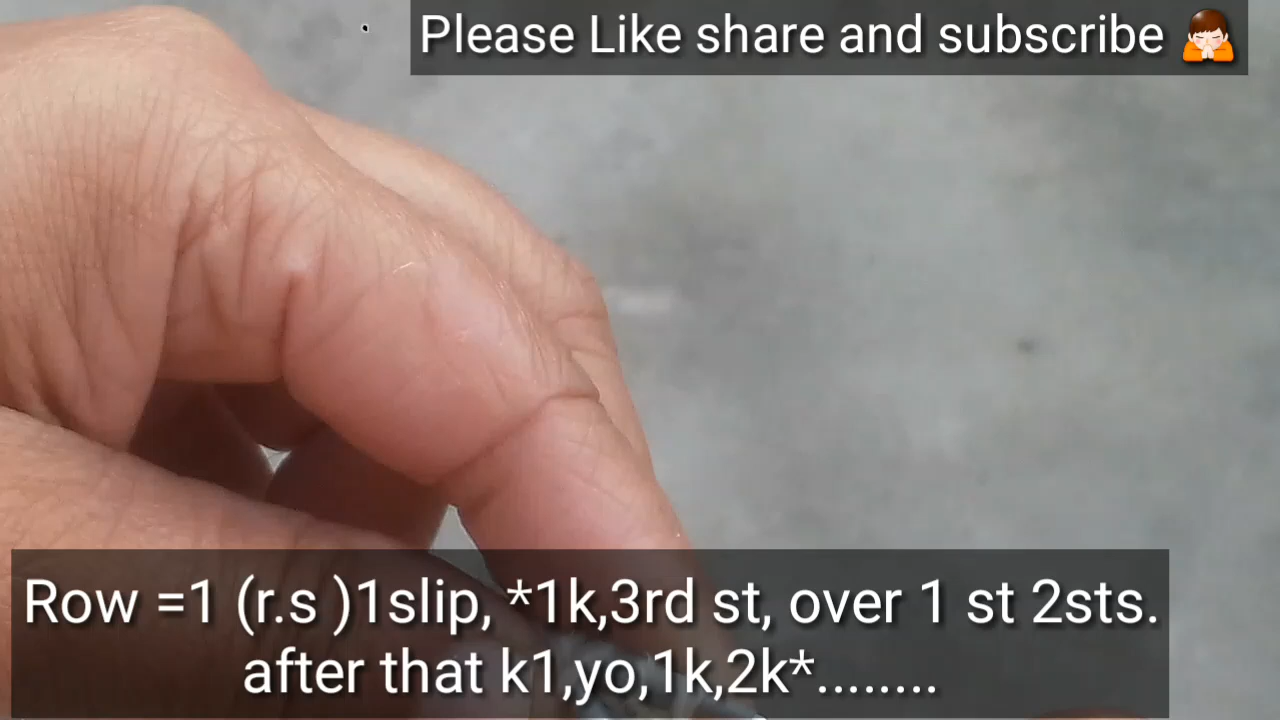 Please Like share and subscribe 🙇
Row =1 (r.s )1slip, *1k,3rd st, over 1 st 2sts.
after that k1,yo,1k,2k*........